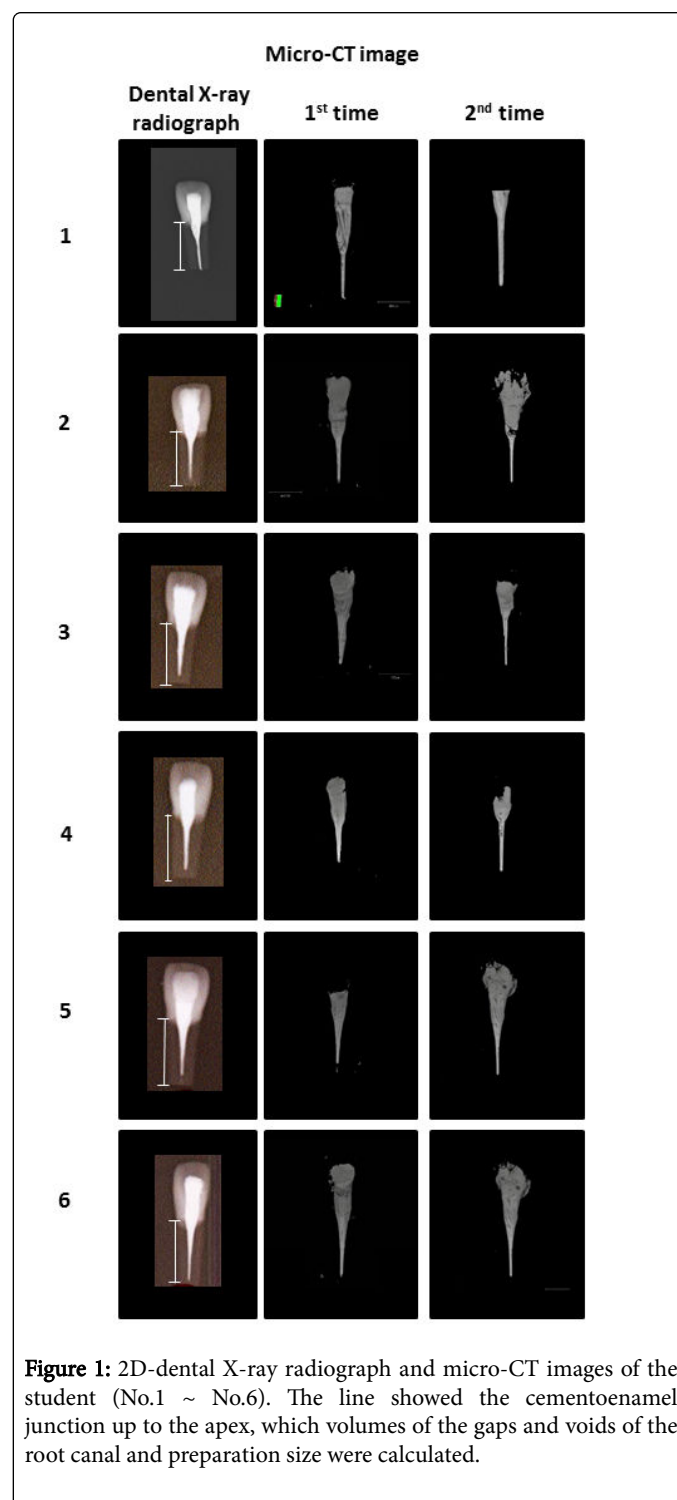 Micro-CT image
Dental X-ray
radiograph
1st time
2nd time
1
2
3
4
5
6
Figure 1: 2D-dental X-ray radiograph and micro-CT images of the
student (No.1 ~ No.6). The line showed the cementoenamel
junction up to the apex, which volumes of the gaps and voids of the
root canal and preparation size were calculated.